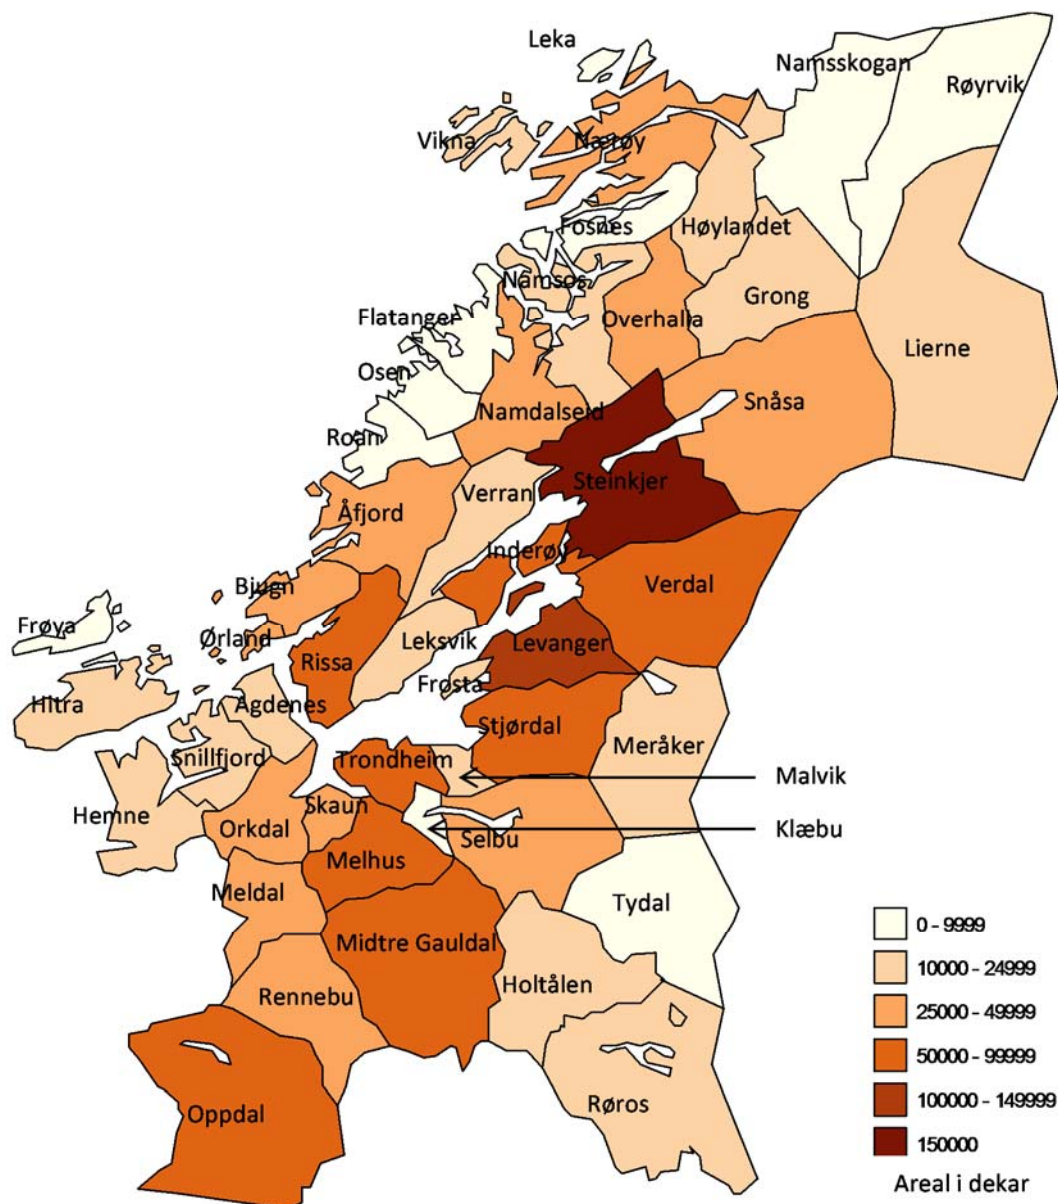 Leka
Namsskogan
Røyrvik
Vikna
Nærøy
Fosnes
Høylandet
Namsos
Grong
Flatanger
Overhalla
Lierne
Osen
Snåsa
Namdalseid
Roan
Steinkjer
Verran
Åfjord
Inderøy
Verdal
Bjugn
Frøya
Ørland
Leksvik
Levanger
Rissa
Frosta
Hitra
Agdenes
Stjørdal
Meråker
Snillfjord
Trondheim
Malvik
Hemne
Skaun
Orkdal
Klæbu
Selbu
Melhus
Meldal
Tydal
Midtre Gauldal
Holtålen
Rennebu
Røros
Oppdal
0 - 9999
10000 - 24999
25000 - 49999
50000 - 99999
100000 - 149999
150000
Areal i dekar